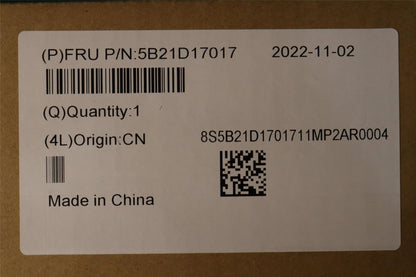 (P)FRU P/N:5B21D17017 2022-11-02
(Q)Quantity:1
(4L)Origin:CN 8S5B21D1701711MP2AR0004
Made in China